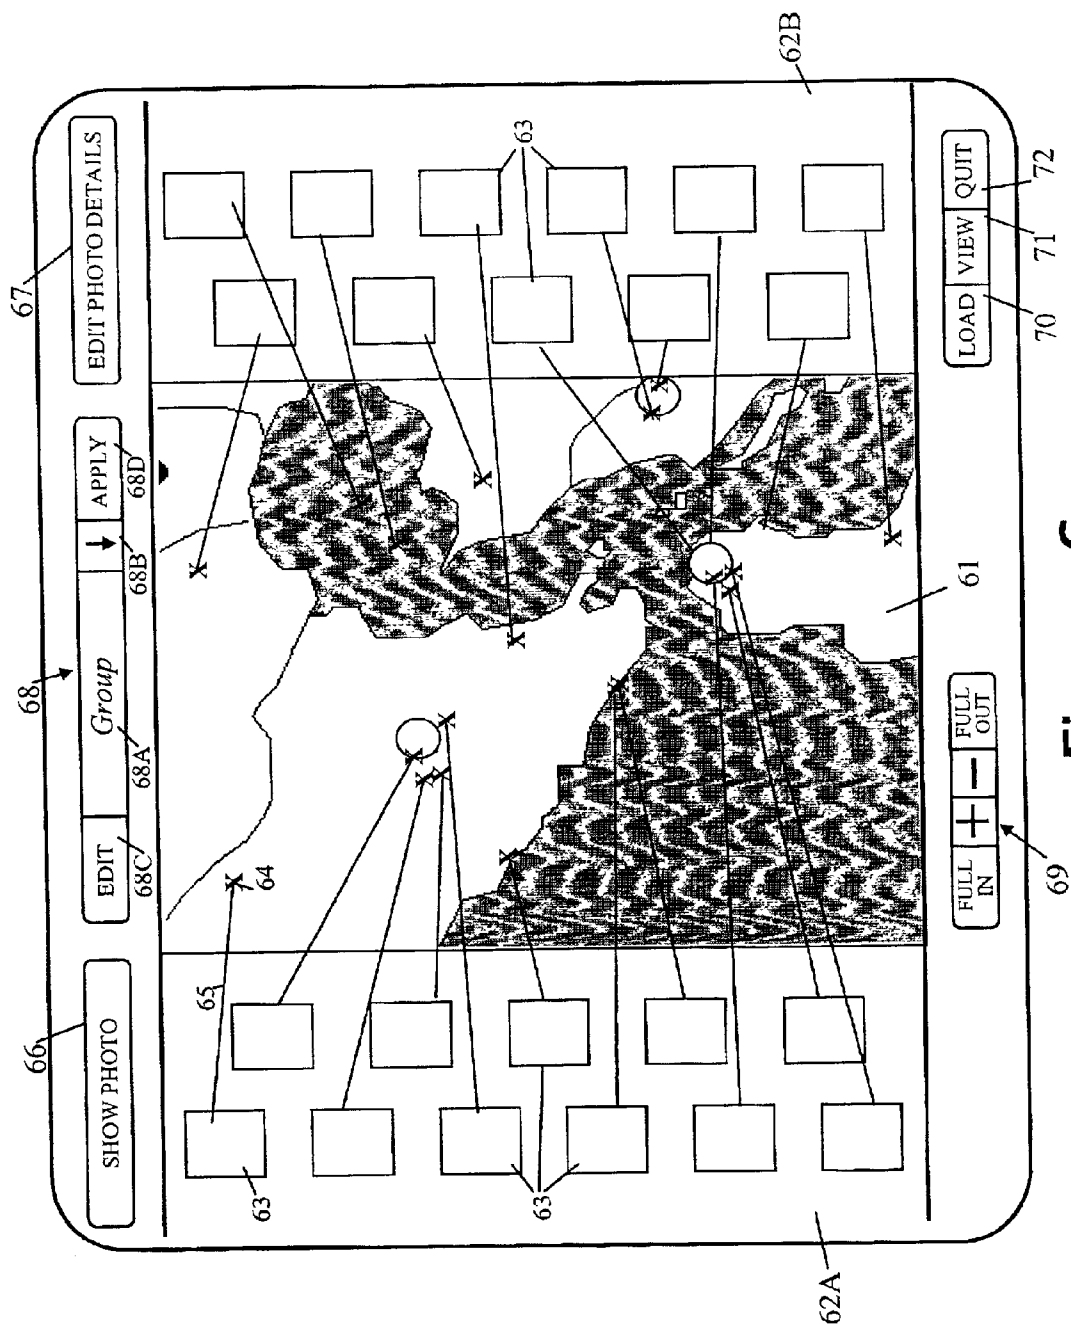 66
68
67
SHOW PHOTO
EDIT
Group
APPLY
EDIT PHOTO DETAILS
68C
68A
68B
68D
65
64
63
63
63
62A
62B
61
FULL IN
+
−
FULL OUT
LOAD
VIEW
QUIT
69
70
71
72